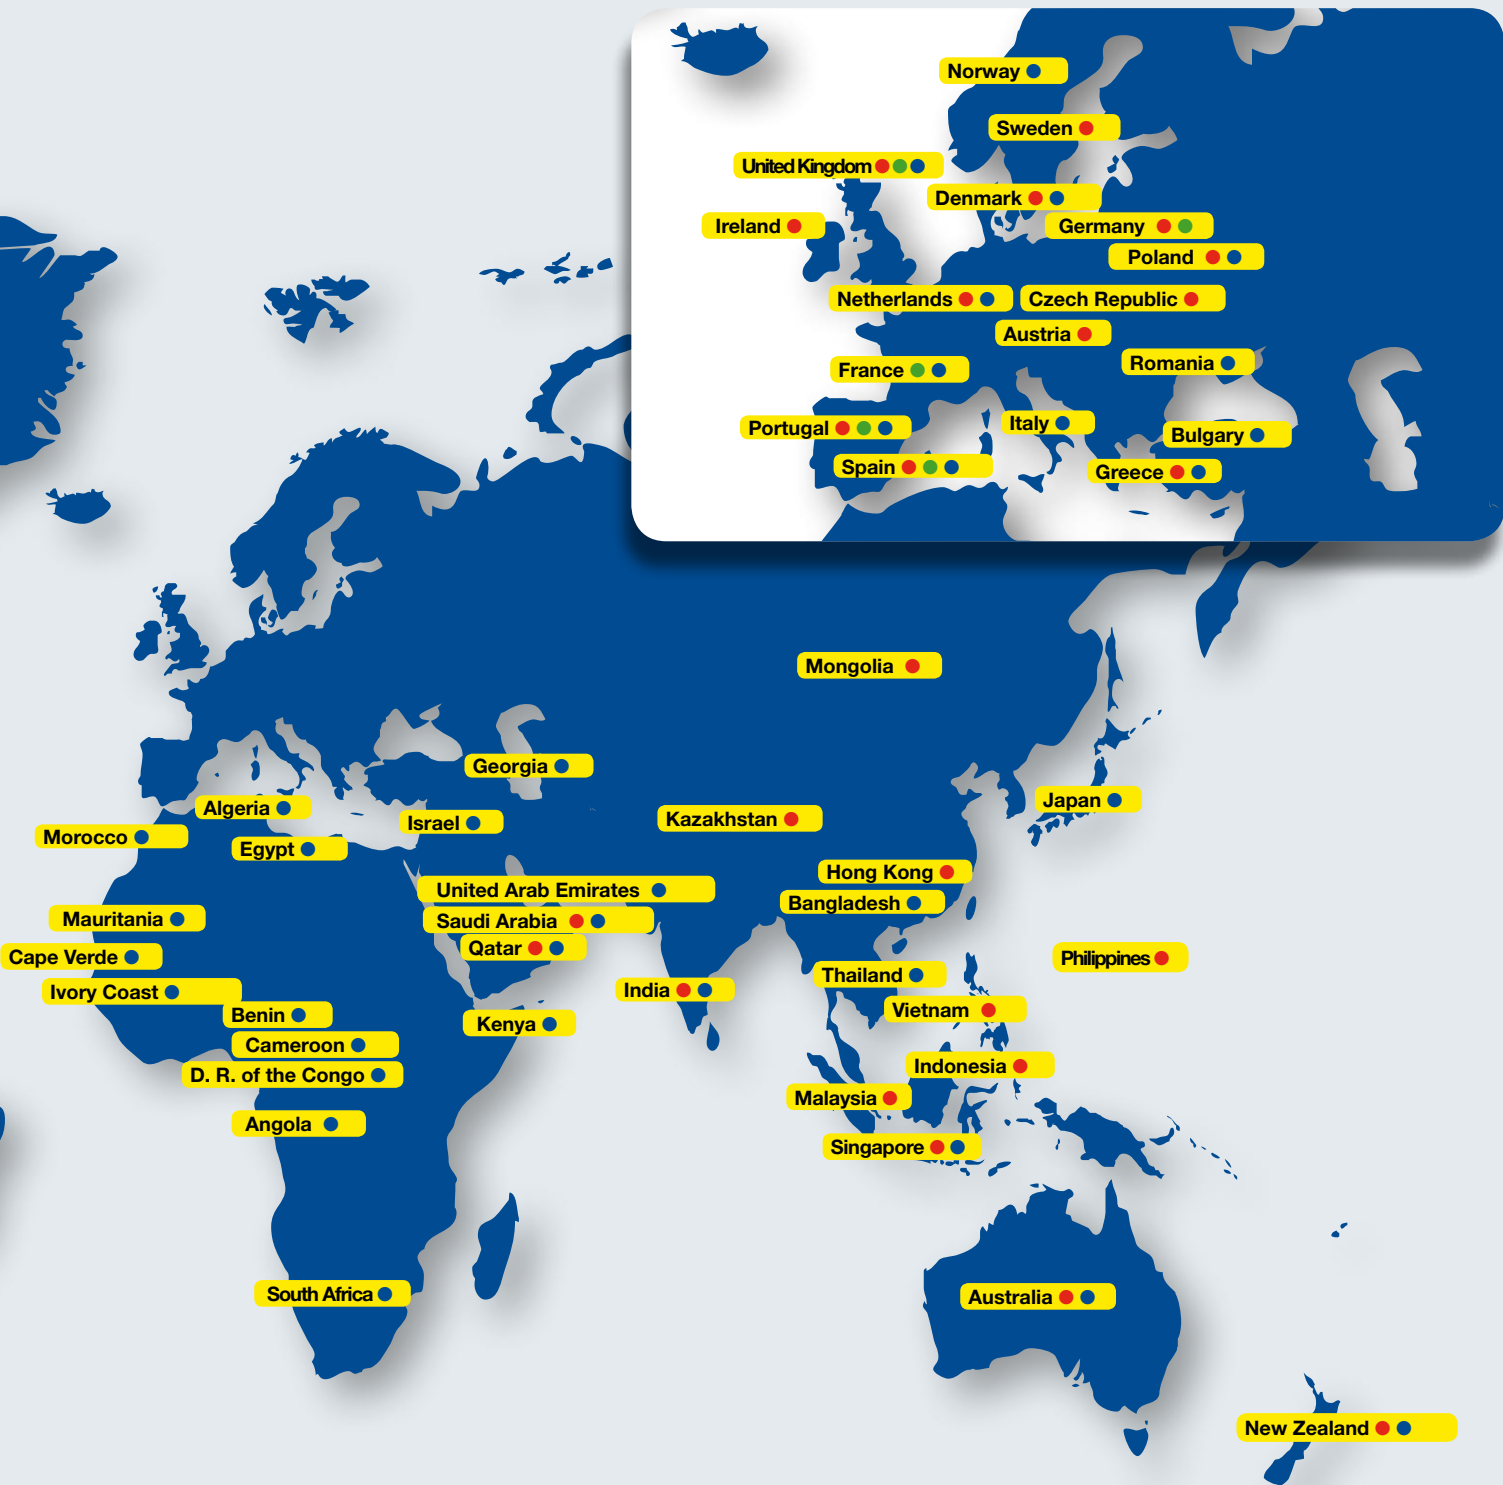 Norway
Sweden
United Kingdom
Denmark
Ireland
Germany
Poland
Netherlands
Czech Republic
Austria
Romania
France
Italy
Portugal
Bulgary
Spain
Greece
Mongolia
Georgia
Japan
Algeria
Kazakhstan
Israel
Morocco
Egypt
Hong Kong
United Arab Emirates
Bangladesh
Mauritania
Saudi Arabia
Qatar
Cape Verde
Philippines
Thailand
India
Ivory Coast
Vietnam
Benin
Kenya
Cameroon
Indonesia
D. R. of the Congo
Malaysia
Angola
Singapore
South Africa
Australia
New Zealand